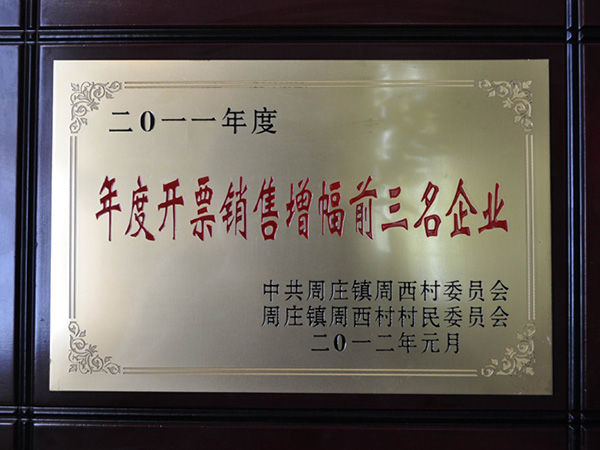 二0一一年度
年度开票销售增幅前三名企业
中共周庄镇周西村委员会
周庄镇周西村村民委员会
二0一二年元月